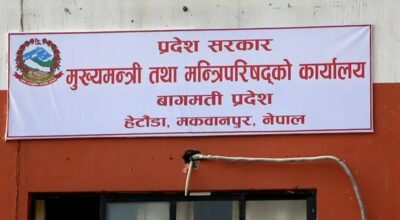 प्रदेश सरकार
मुख्यमन्त्री तथा मन्त्रिपरिषद्को कार्यालय
बागमती प्रदेश
हेटौंडा, मकवानपुर, नेपाल